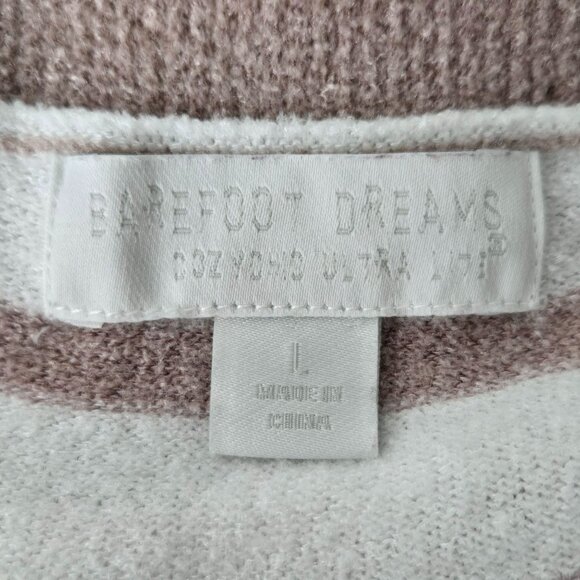 BAREFOOT DREAMS®
COZYCHIC ULTRA LITE
L
MADE IN
CHINA